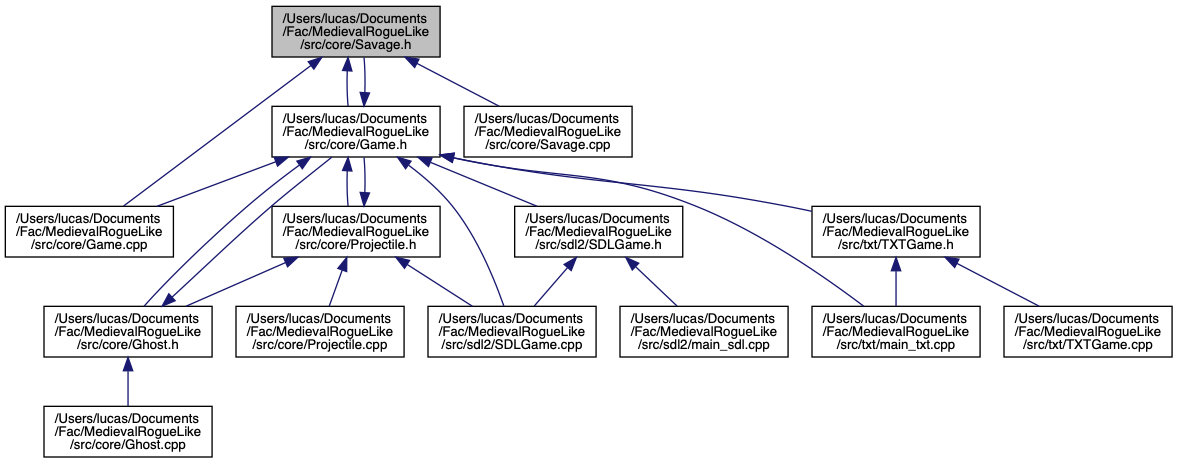 /Users/lucas/Documents
/Fac/MedievalRogueLike
/src/core/Savage.h
/Users/lucas/Documents
/Fac/MedievalRogueLike
/src/core/Game.h
/Users/lucas/Documents
/Fac/MedievalRogueLike
/src/core/Savage.cpp
/Users/lucas/Documents
/Fac/MedievalRogueLike
/src/core/Game.cpp
/Users/lucas/Documents
/Fac/MedievalRogueLike
/src/core/Projectile.h
/Users/lucas/Documents
/Fac/MedievalRogueLike
/src/sdl2/SDLGame.h
/Users/lucas/Documents
/Fac/MedievalRogueLike
/src/txt/TXTGame.h
/Users/lucas/Documents
/Fac/MedievalRogueLike
/src/core/Ghost.h
/Users/lucas/Documents
/Fac/MedievalRogueLike
/src/core/Projectile.cpp
/Users/lucas/Documents
/Fac/MedievalRogueLike
/src/sdl2/SDLGame.cpp
/Users/lucas/Documents
/Fac/MedievalRogueLike
/src/sdl2/main_sdl.cpp
/Users/lucas/Documents
/Fac/MedievalRogueLike
/src/txt/main_txt.cpp
/Users/lucas/Documents
/Fac/MedievalRogueLike
/src/txt/TXTGame.cpp
/Users/lucas/Documents
/Fac/MedievalRogueLike
/src/core/Ghost.cpp